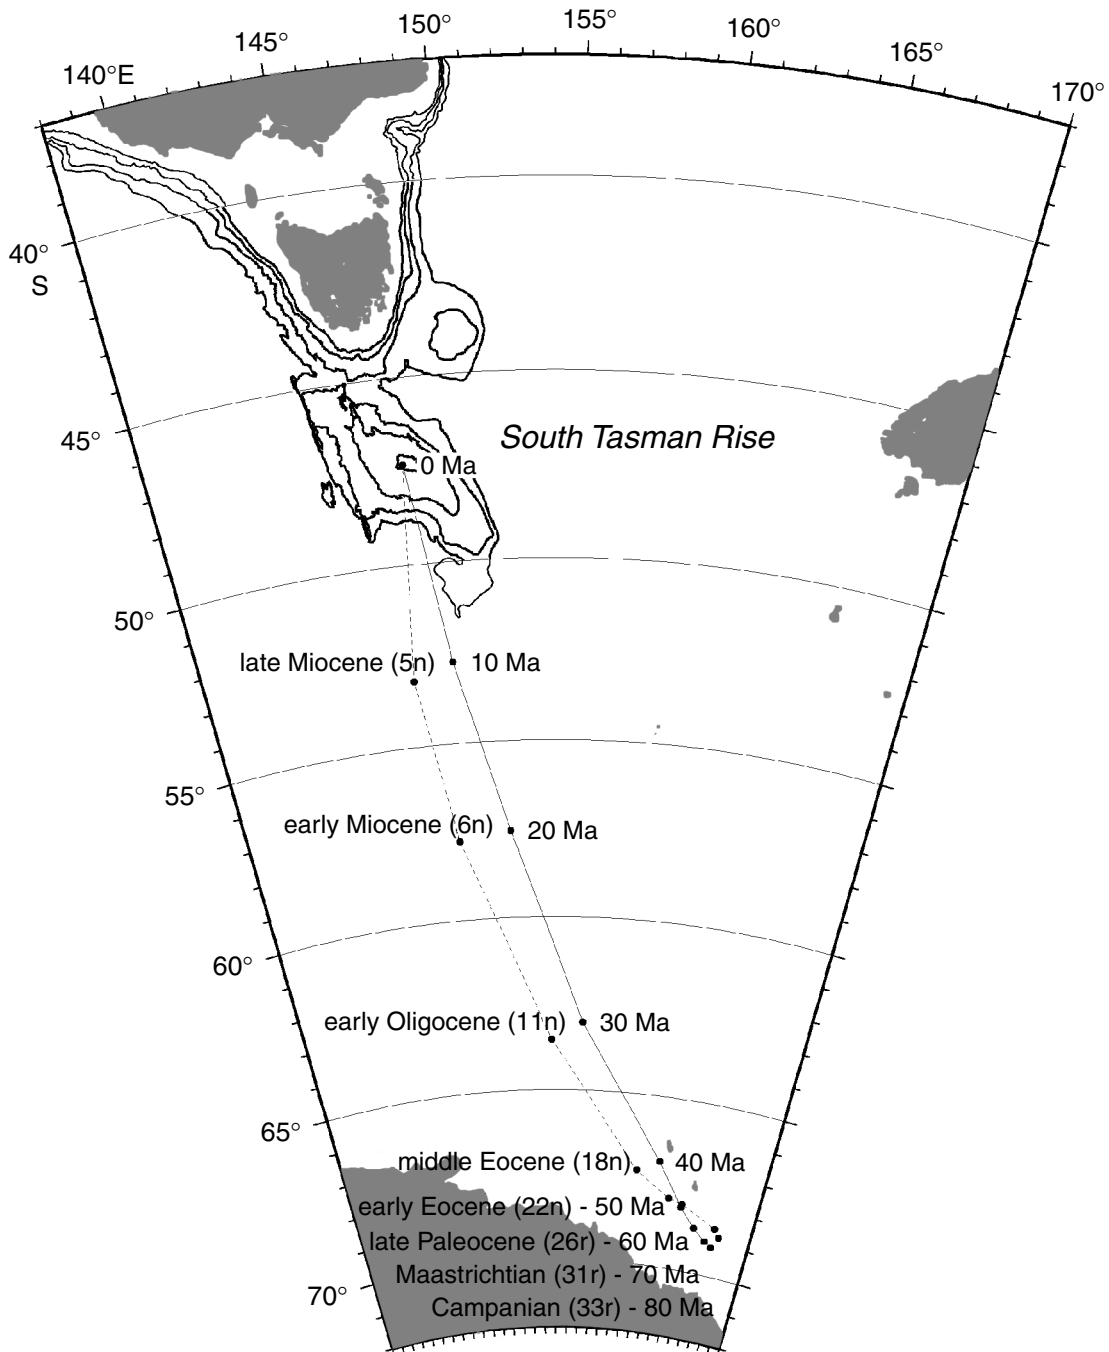 140°E
145°
150°
155°
160°
165°
170°
40°
S
45°
South Tasman Rise
0 Ma
50°
late Miocene (5n)
10 Ma
55°
early Miocene (6n)
20 Ma
60°
early Oligocene (11n)
30 Ma
65°
middle Eocene (18n)
40 Ma
early Eocene (22n) - 50 Ma
late Paleocene (26r) - 60 Ma
Maastrichtian (31r) - 70 Ma
70°
Campanian (33r) - 80 Ma